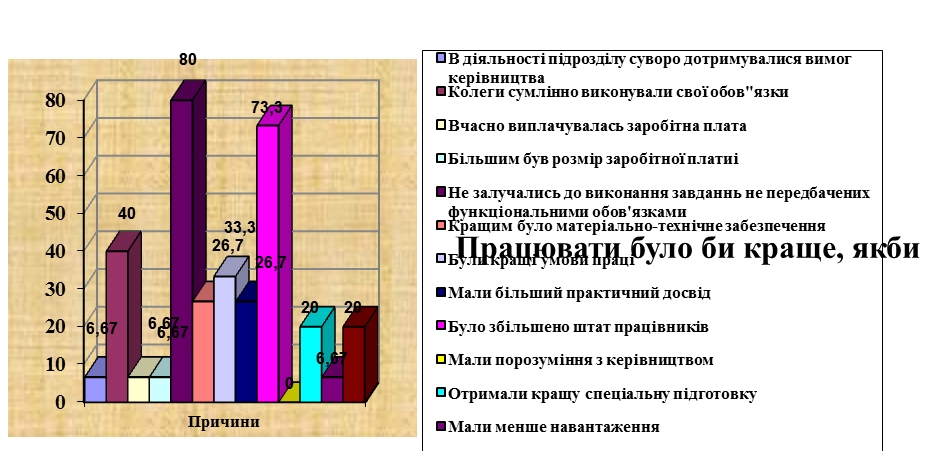 80
80
70
60
50
40
30
20
10
0
6,67
40
6,67
6,67
80
26,7
33,3
26,7
73,3
0
20
6,67
20
Причини
В діяльності підрозділу суворо дотримувалися вимог
керівництва
Колеги сумлінно виконували свої обов"язки
Вчасно виплачувалась заробітна плата
Більшим був розмір заробітної платиі
Не залучались до виконання завданнь не передбачених
функціональними обов'язками
Кращим було матеріально-технічне забезпечення
Працювати було би краще, якби
Були кращі умови праці
Мали більший практичний досвід
Було збільшено штат працівників
Мали порозуміння з керівництвом
Отримали кращу спеціальну підготовку
Мали менше навантаження